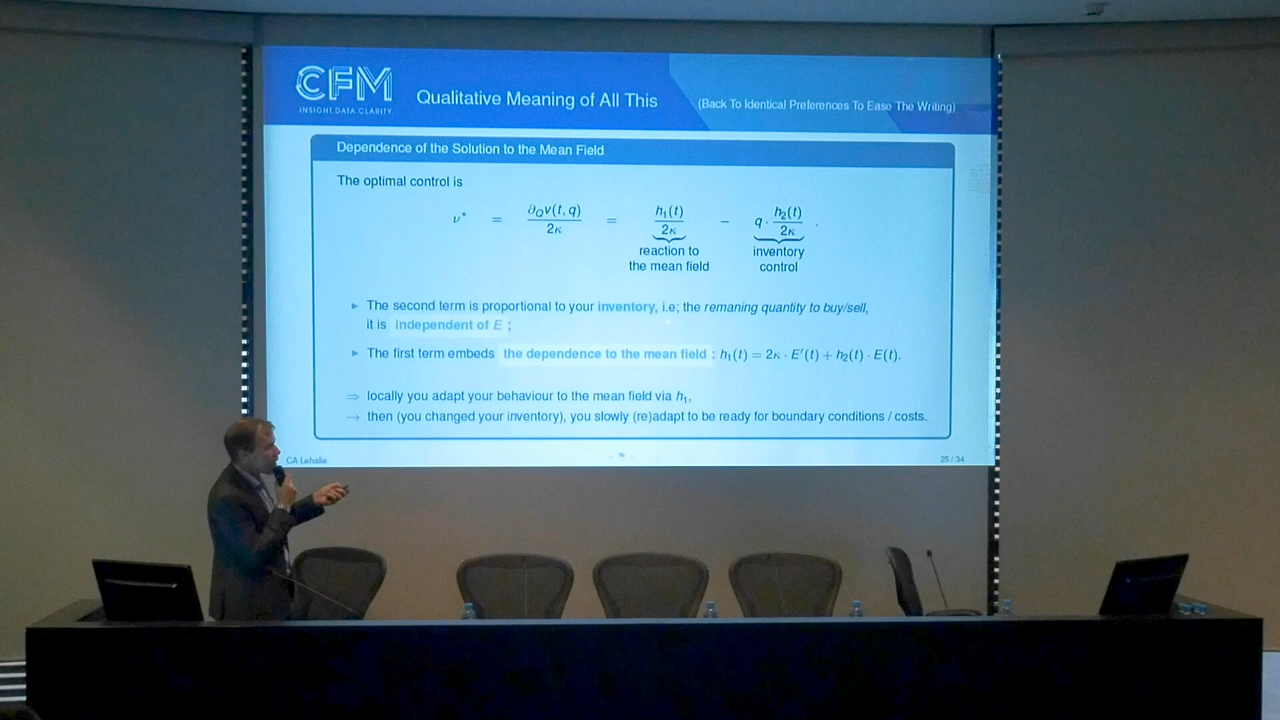 CFM
INSIGHT.DATA.CLARITY.
Qualitative Meaning of All This
(Back To Identical Preferences To Ease The Writing)
Dependence of the Solution to the Mean Field
The optimal control is
ν* = ∂Qv(t, q) / 2κ = h₁(t) / 2κ − q · h₂(t) / 2κ .
reaction to the mean field
inventory control
► The second term is proportional to your inventory, i.e; the remaning quantity to buy/sell,
it is independent of E ;
► The first term embeds the dependence to the mean field : h₁(t) = 2κ · E′(t) + h₂(t) · E(t).
⇒ locally you adapt your behaviour to the mean field via h₁,
→ then (you changed your inventory), you slowly (re)adapt to be ready for boundary conditions / costs.
CA Lehalle
25 / 34